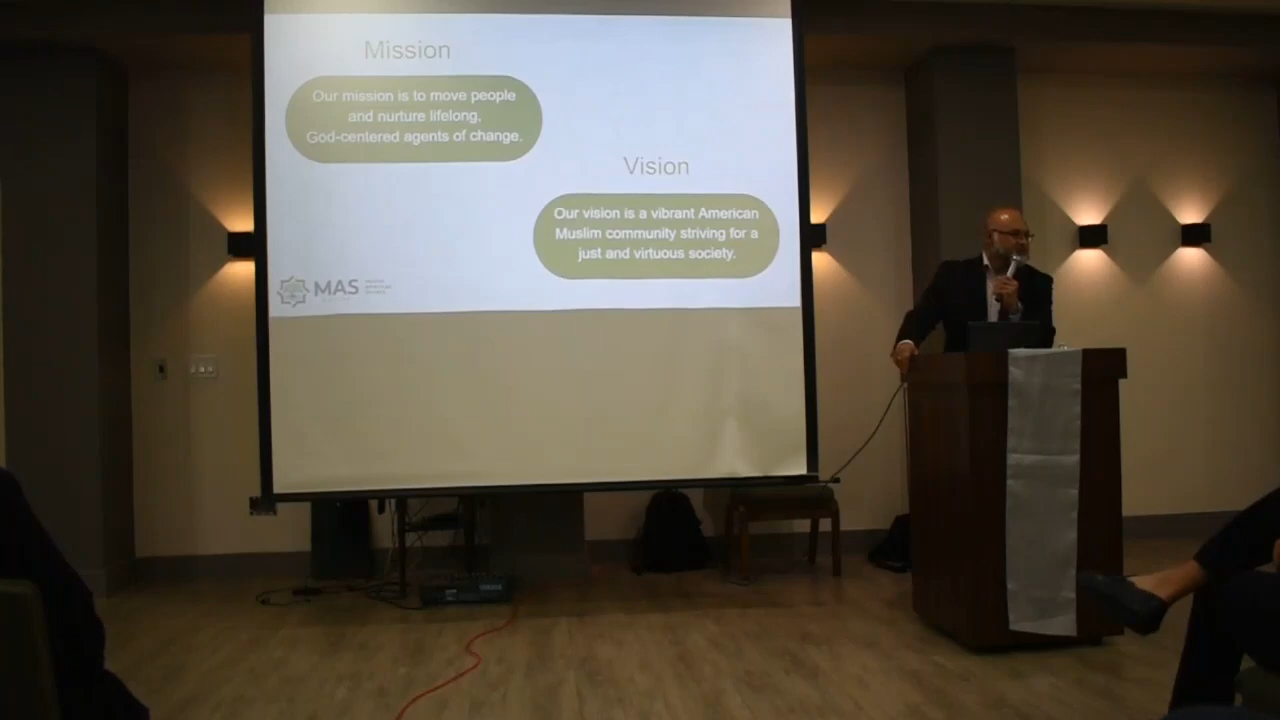 Mission
Our mission is to move people
and nurture lifelong,
God-centered agents of change.
Vision
Our vision is a vibrant American
Muslim community striving for a
just and virtuous society.
MAS